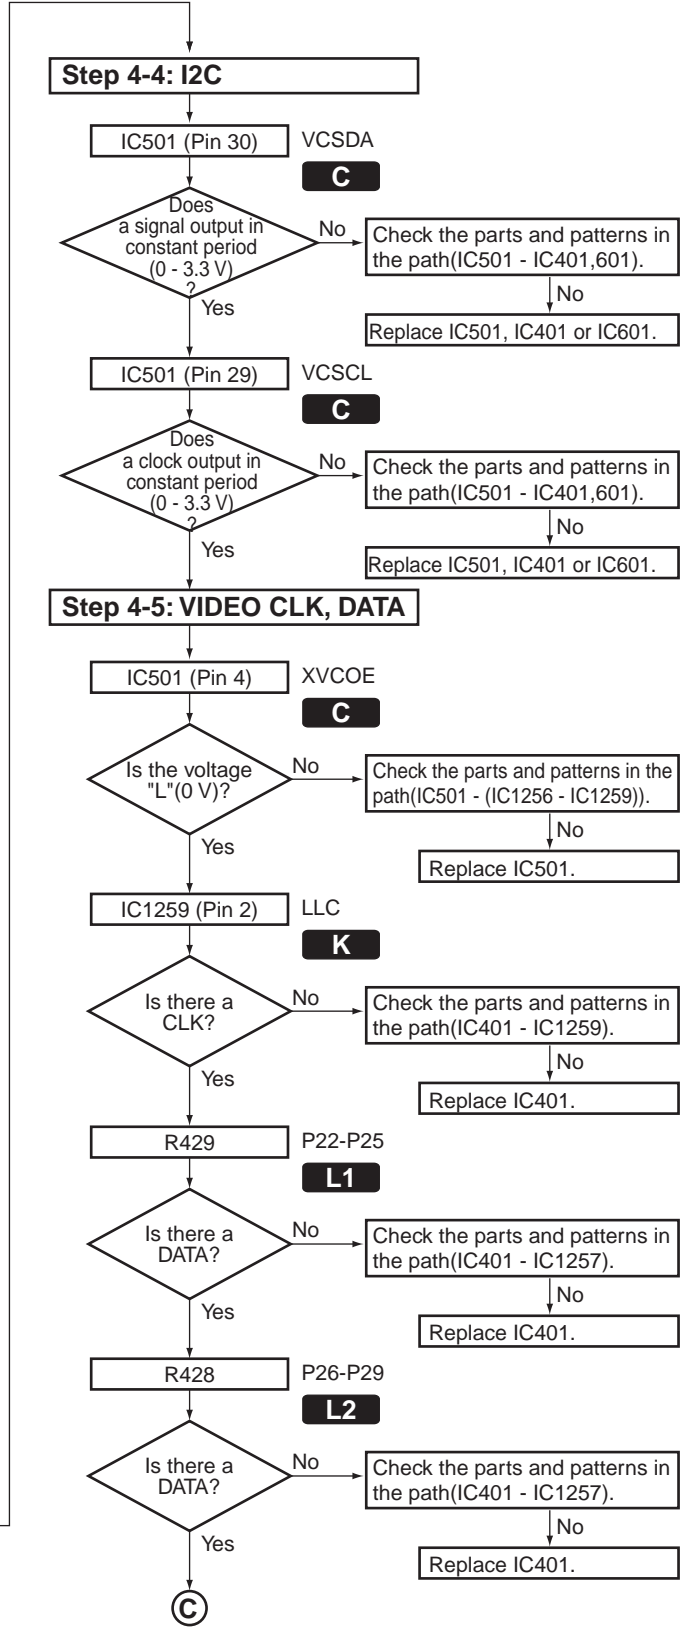 Step 4-4: I2C
IC501 (Pin 30)
VCSDA
C
Does
a signal output in
constant period
(0 - 3.3 V)
?
No
Check the parts and patterns in
the path(IC501 - IC401,601).
No
Replace IC501, IC401 or IC601.
Yes
IC501 (Pin 29)
VCSCL
C
Does
a clock output in
constant period
(0 - 3.3 V)
?
No
Check the parts and patterns in
the path(IC501 - IC401,601).
No
Replace IC501, IC401 or IC601.
Yes
Step 4-5: VIDEO CLK, DATA
IC501 (Pin 4)
XVCOE
C
Is the voltage
"L"(0 V)?
No
Check the parts and patterns in the
path(IC501 - (IC1256 - IC1259)).
No
Replace IC501.
Yes
IC1259 (Pin 2)
LLC
K
Is there a
CLK?
No
Check the parts and patterns in
the path(IC401 - IC1259).
No
Replace IC401.
Yes
R429
P22-P25
L1
Is there a
DATA?
No
Check the parts and patterns in
the path(IC401 - IC1257).
No
Replace IC401.
Yes
R428
P26-P29
L2
Is there a
DATA?
No
Check the parts and patterns in
the path(IC401 - IC1257).
No
Replace IC401.
Yes
C